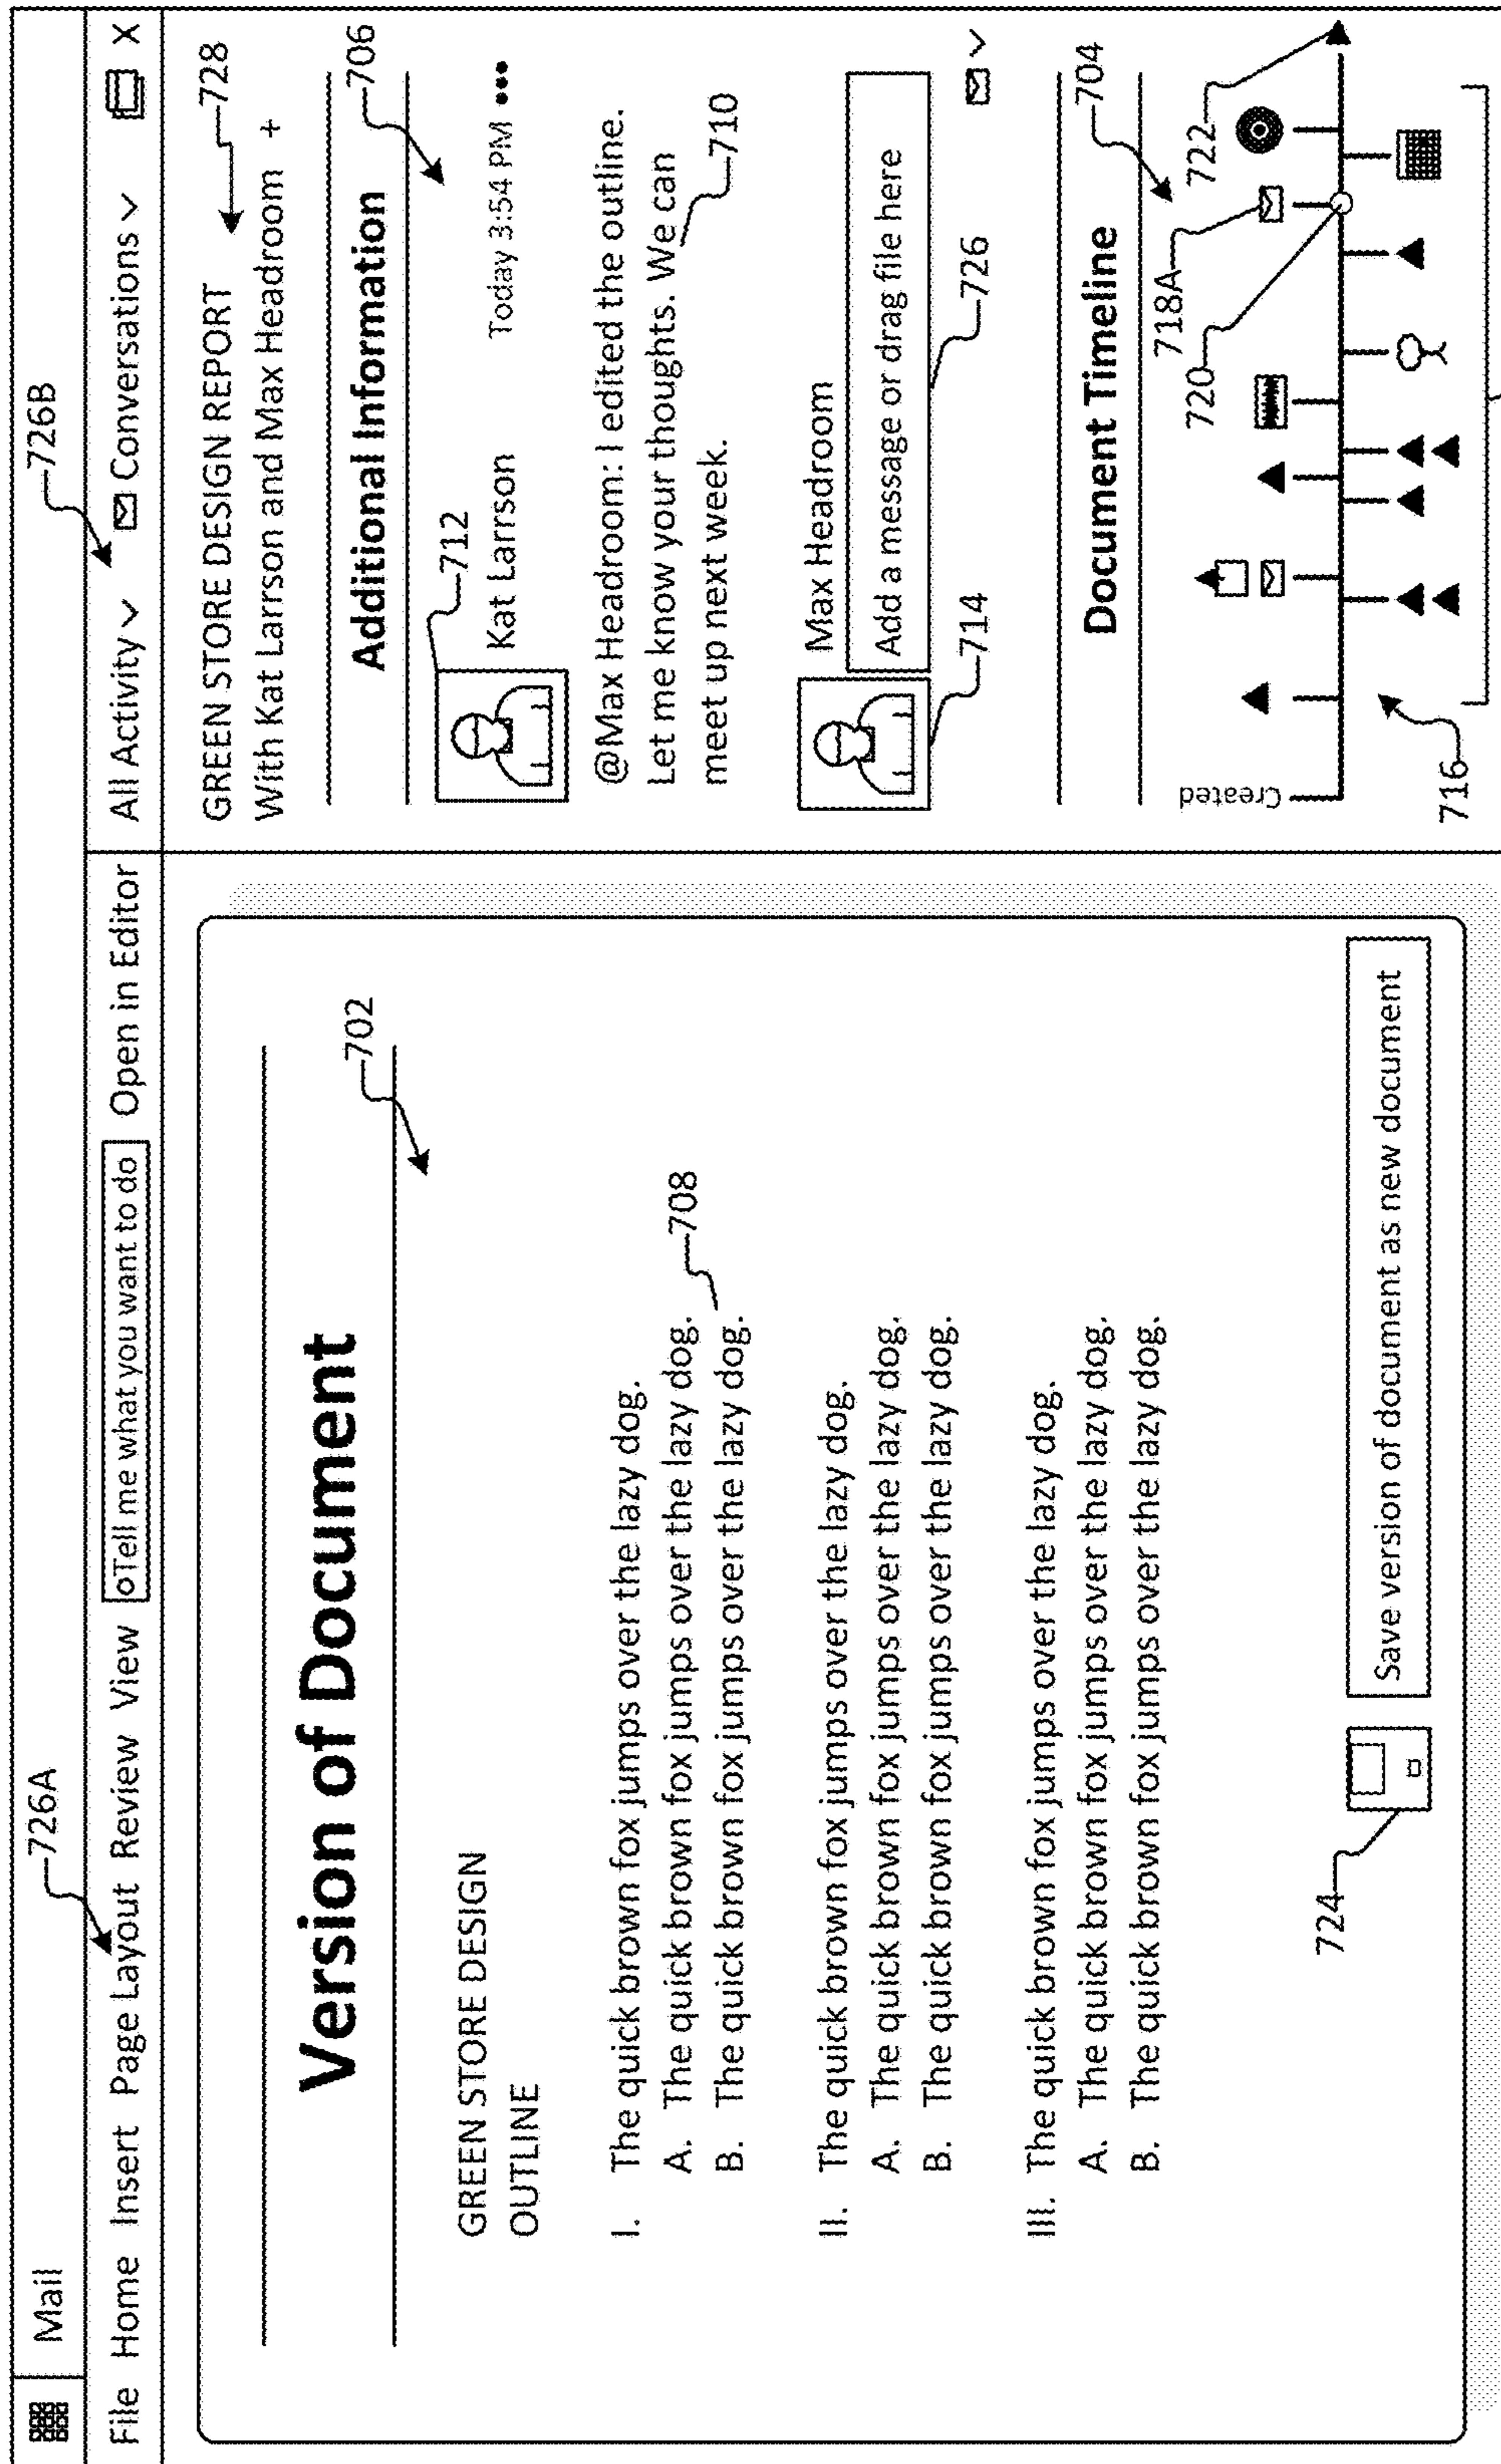 Mail
726A
726B
File Home Insert Page Layout Review View Tell me what you want to do Open in Editor
All Activity Conversations X
Version of Document
702
GREEN STORE DESIGN
OUTLINE
I. The quick brown fox jumps over the lazy dog.
A. The quick brown fox jumps over the lazy dog.
B. The quick brown fox jumps over the lazy dog.
708
II. The quick brown fox jumps over the lazy dog.
A. The quick brown fox jumps over the lazy dog.
B. The quick brown fox jumps over the lazy dog.
III. The quick brown fox jumps over the lazy dog.
A. The quick brown fox jumps over the lazy dog.
B. The quick brown fox jumps over the lazy dog.
724
Save version of document as new document
GREEN STORE DESIGN REPORT
728
With Kat Larrson and Max Headroom +
Additional Information
706
712
Kat Larrson Today 3:54 PM •••
@Max Headroom: I edited the outline.
Let me know your thoughts. We can
meet up next week.
710
Max Headroom
Add a message or drag file here
714
726
Document Timeline
704
718A
722
720
Created
716